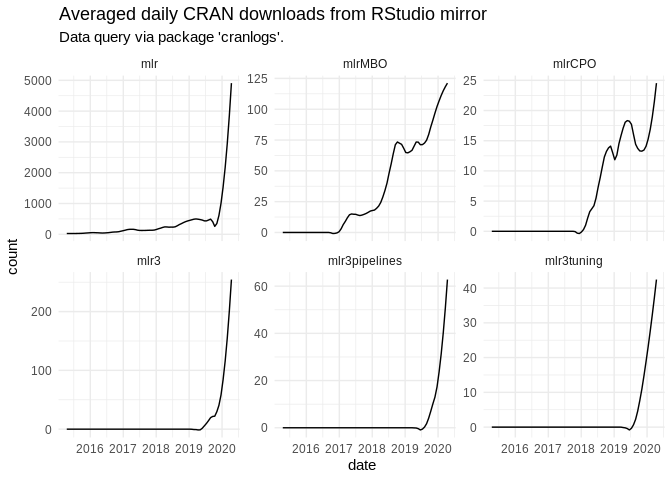 Averaged daily CRAN downloads from RStudio mirror
Data query via package 'cranlogs'.
mlr
mlrMBO
mlrCPO
5000
4000
3000
2000
1000
0
125
100
75
50
25
0
25
20
15
10
5
0
count
mlr3
mlr3pipelines
mlr3tuning
200
100
0
60
40
20
0
40
30
20
10
0
2016 2017 2018 2019 2020
2016 2017 2018 2019 2020
2016 2017 2018 2019 2020
date